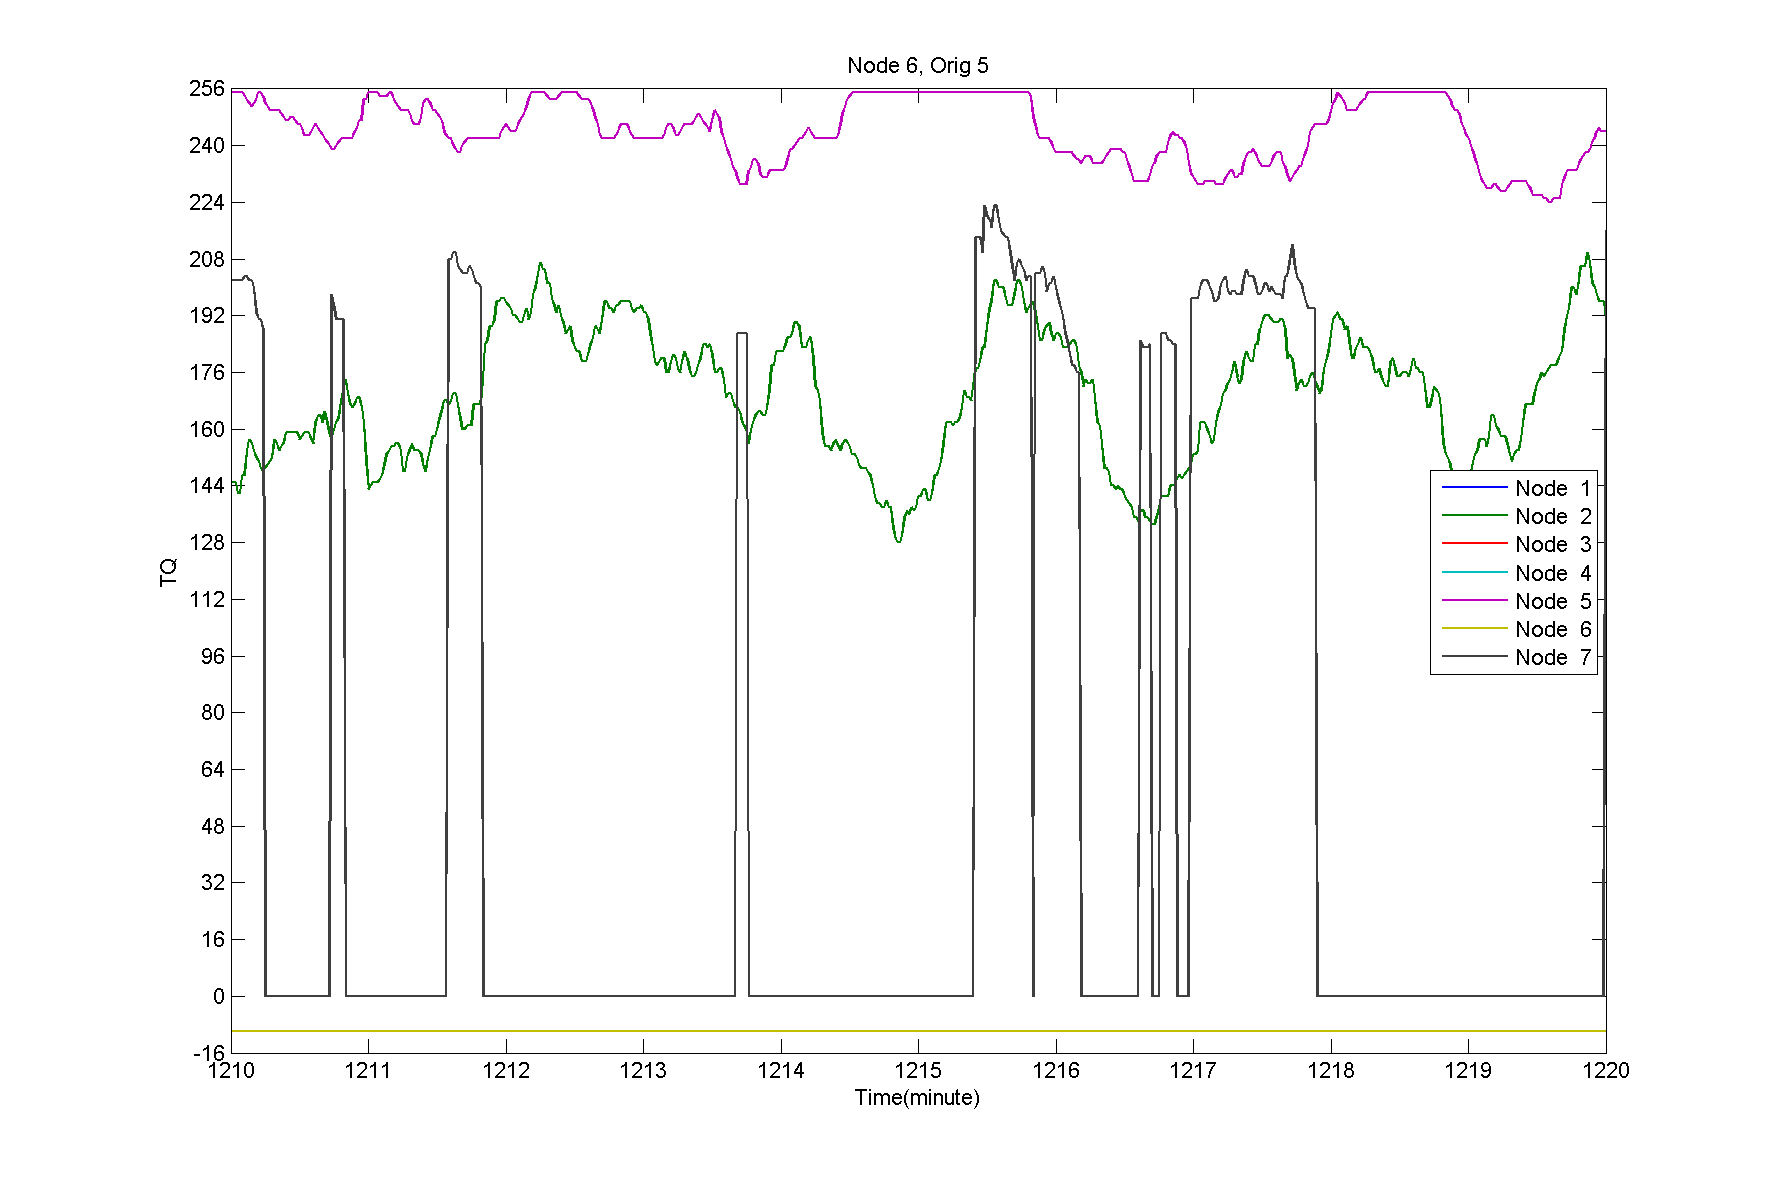 Node 6, Orig 5
256
240
224
208
192
176
160
144
128
112
96
80
64
48
32
16
0
-16
TQ
Node 1
Node 2
Node 3
Node 4
Node 5
Node 6
Node 7
1210 1211 1212 1213 1214 1215 1216 1217 1218 1219 1220
Time(minute)